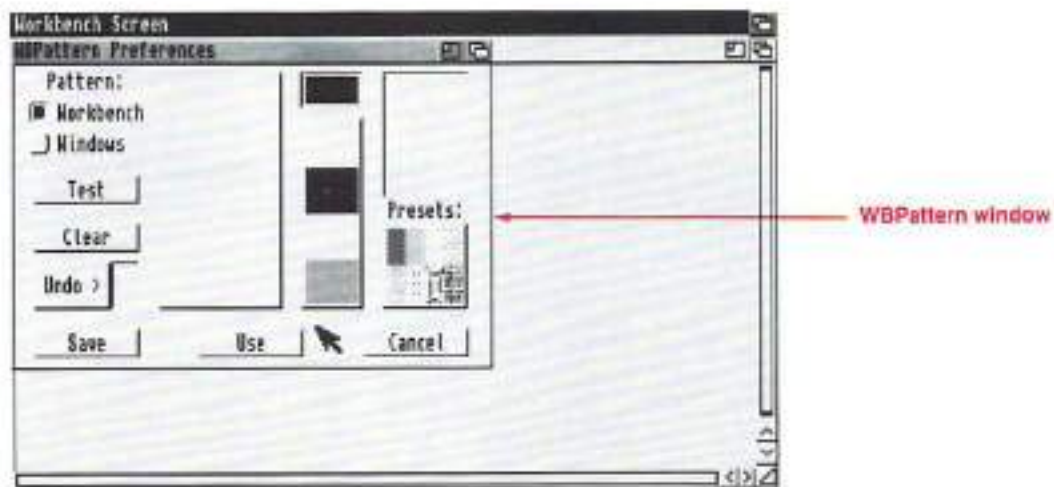 Workbench Screen
WBPattern Preferences
Pattern:
Workbench
Windows
Test
Clear
Undo >
Presets:
Save
Use
Cancel
WBPattern window